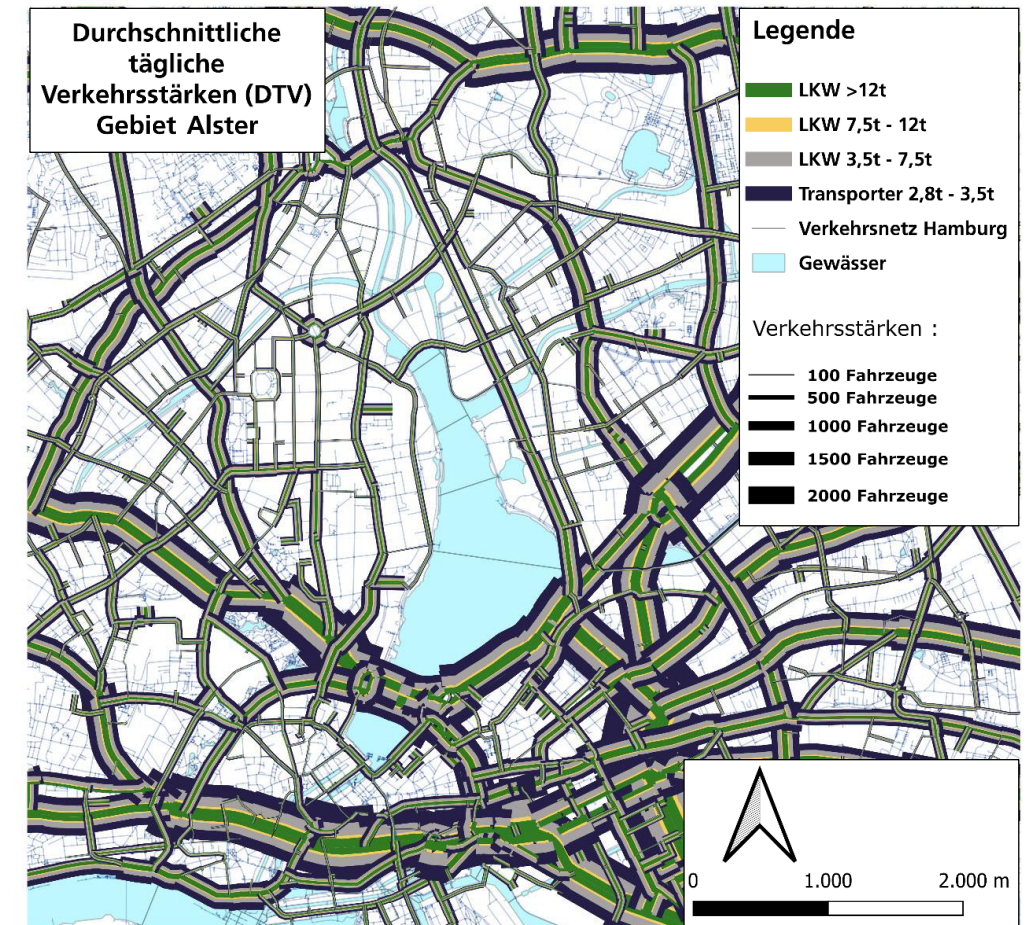 Durchschnittliche
tägliche
Verkehrsstärken (DTV)
Gebiet Alster
Legende
LKW >12t
LKW 7,5t - 12t
LKW 3,5t - 7,5t
Transporter 2,8t - 3,5t
Verkehrsnetz Hamburg
Gewässer
Verkehrsstärken :
100 Fahrzeuge
500 Fahrzeuge
1000 Fahrzeuge
1500 Fahrzeuge
2000 Fahrzeuge
0 1.000 2.000 m